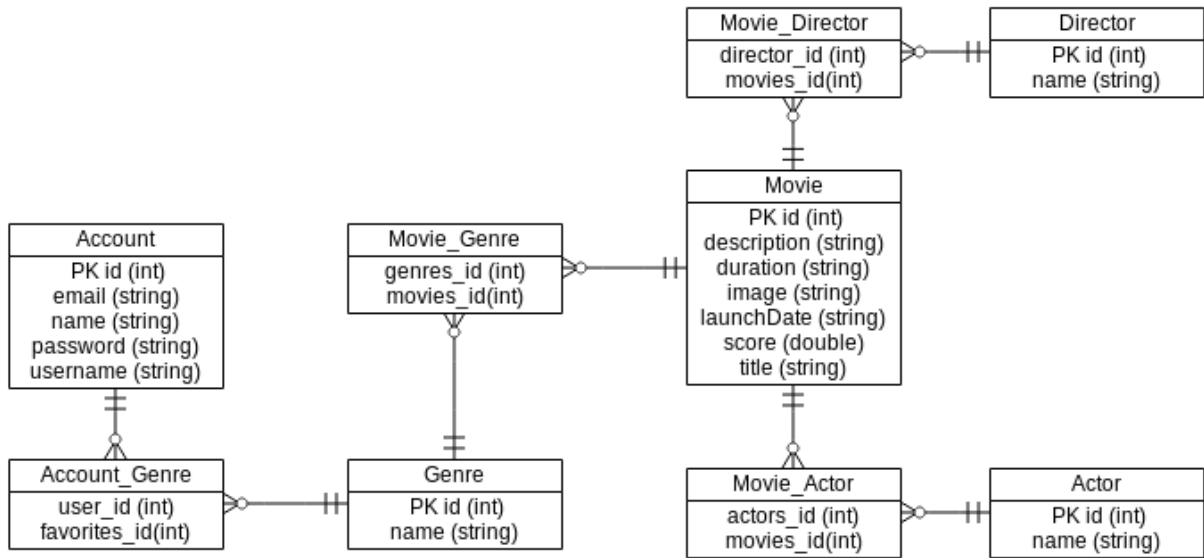 Movie_Director
director_id (int)
movies_id(int)
Director
PK id (int)
name (string)
Movie
PK id (int)
description (string)
duration (string)
image (string)
launchDate (string)
score (double)
title (string)
Account
PK id (int)
email (string)
name (string)
password (string)
username (string)
Movie_Genre
genres_id (int)
movies_id(int)
Account_Genre
user_id (int)
favorites_id(int)
Genre
PK id (int)
name (string)
Movie_Actor
actors_id (int)
movies_id(int)
Actor
PK id (int)
name (string)